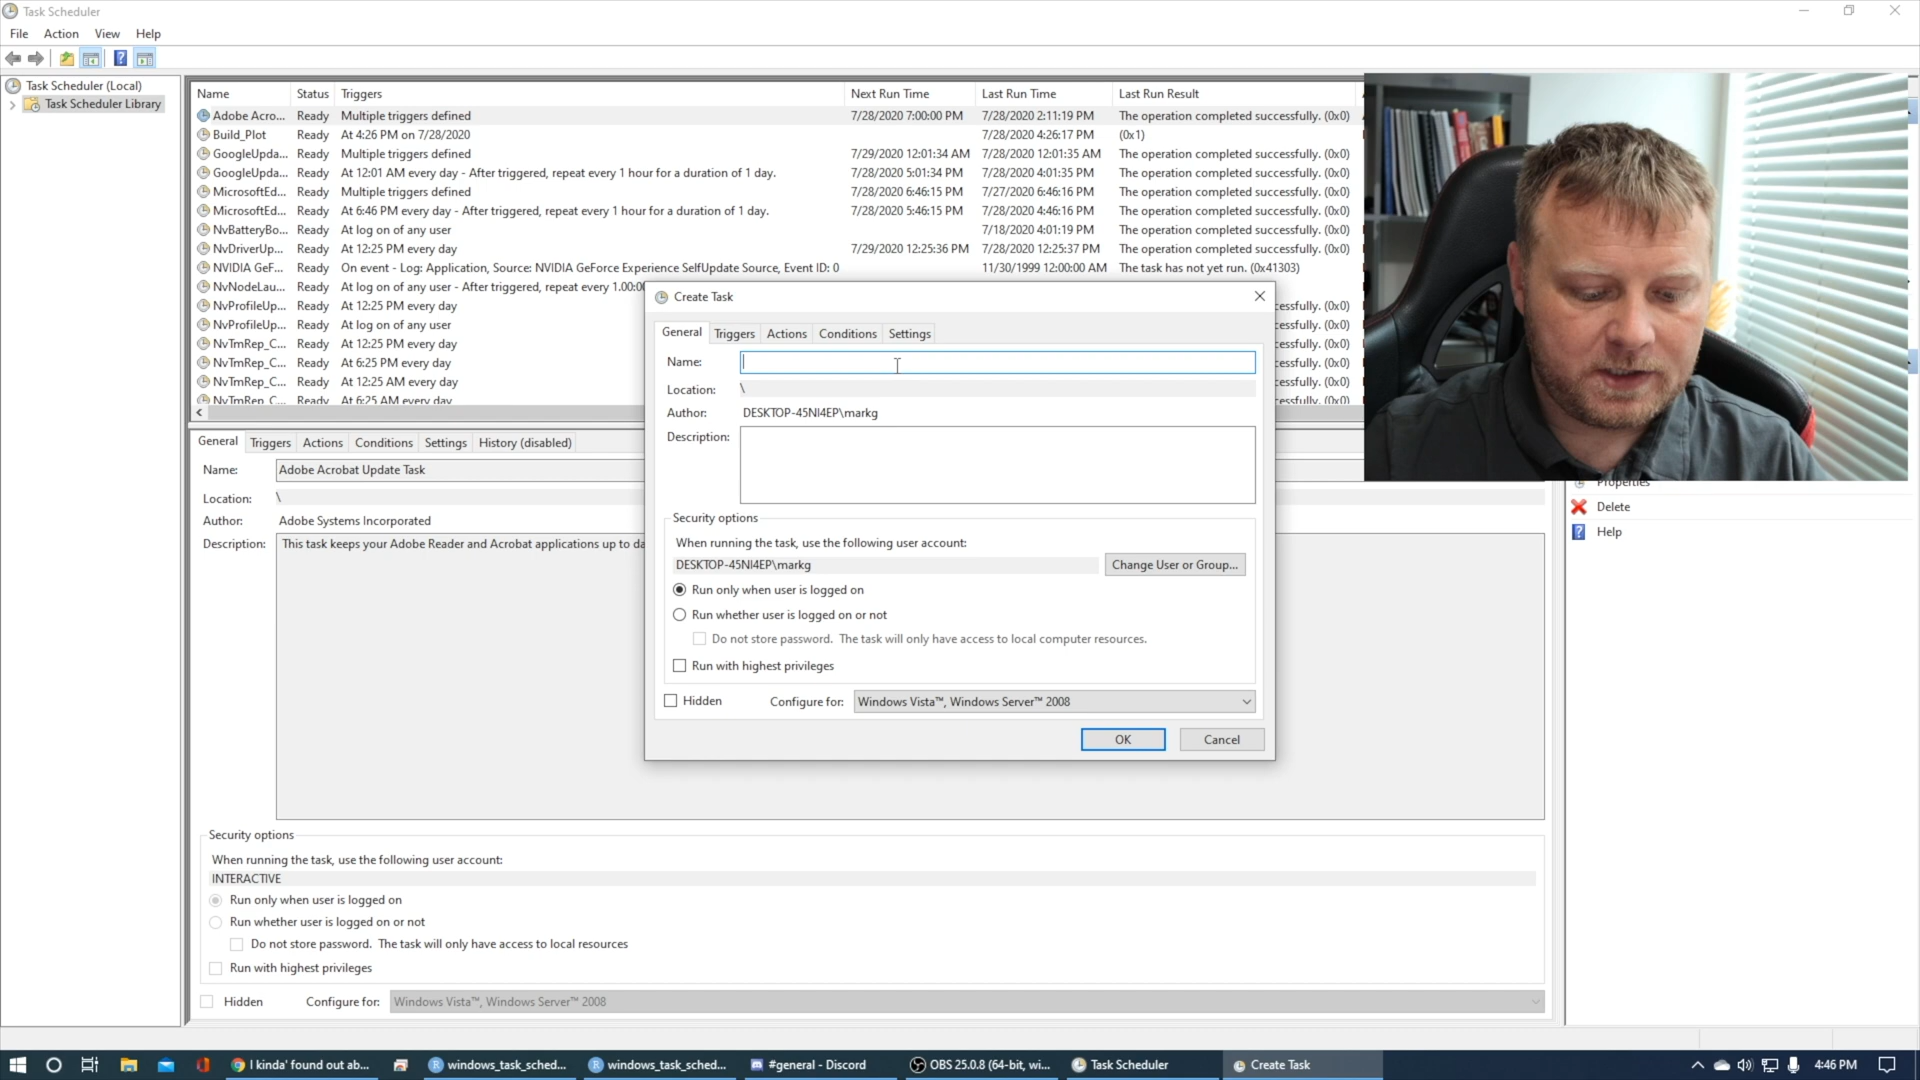 Task Scheduler
File Action View Help
Task Scheduler (Local)
Task Scheduler Library
Name Status Triggers Next Run Time Last Run Time Last Run Result
Adobe Acro... Ready Multiple triggers defined 7/28/2020 7:00:00 PM 7/28/2020 2:11:19 PM The operation completed successfully. (0x0)
Build_Plot Ready At 4:26 PM on 7/28/2020 7/28/2020 4:26:17 PM (0x1)
GoogleUpda... Ready Multiple triggers defined 7/29/2020 12:01:34 AM 7/28/2020 12:01:35 AM The operation completed successfully. (0x0)
GoogleUpda... Ready At 12:01 AM every day - After triggered, repeat every 1 hour for a duration of 1 day. 7/28/2020 5:01:34 PM 7/28/2020 4:01:35 PM The operation completed successfully. (0x0)
MicrosoftEd... Ready Multiple triggers defined 7/28/2020 6:46:15 PM 7/27/2020 6:46:16 PM The operation completed successfully. (0x0)
MicrosoftEd... Ready At 6:46 PM every day - After triggered, repeat every 1 hour for a duration of 1 day. 7/28/2020 5:46:15 PM 7/28/2020 4:46:16 PM The operation completed successfully. (0x0)
NvBatteryBo... Ready At log on of any user 7/18/2020 4:01:19 PM The operation completed successfully. (0x0)
NvDriverUp... Ready At 12:25 PM every day 7/29/2020 12:25:36 PM 7/28/2020 12:25:37 PM The operation completed successfully. (0x0)
NVIDIA GeF... Ready On event - Log: Application, Source: NVIDIA GeForce Experience SelfUpdate Source, Event ID: 0 11/30/1999 12:00:00 AM The task has not yet run. (0x41303)
NvNodeLau... Ready At log on of any user - After triggered, repeat every 1.00:00
NvProfileUp... Ready At 12:25 PM every day cessfully. (0x0)
NvProfileUp... Ready At log on of any user cessfully. (0x0)
NvTmRep_C... Ready At 12:25 PM every day cessfully. (0x0)
NvTmRep_C... Ready At 6:25 PM every day cessfully. (0x0)
NvTmRep_C... Ready At 12:25 AM every day cessfully. (0x0)
NvTmRep_C... Ready At 6:25 AM every day cessfully. (0x0)
Create Task
General Triggers Actions Conditions Settings
Name:
Location: \
Author: DESKTOP-45NI4EP\markg
Description:
Security options
When running the task, use the following user account:
DESKTOP-45NI4EP\markg Change User or Group...
Run only when user is logged on
Run whether user is logged on or not
Do not store password. The task will only have access to local computer resources.
Run with highest privileges
Hidden Configure for: Windows Vista™, Windows Server™ 2008
OK Cancel
General Triggers Actions Conditions Settings History (disabled)
Name: Adobe Acrobat Update Task
Location: \
Author: Adobe Systems Incorporated
Description: This task keeps your Adobe Reader and Acrobat applications up to da
Security options
When running the task, use the following user account:
INTERACTIVE
Run only when user is logged on
Run whether user is logged on or not
Do not store password. The task will only have access to local resources
Run with highest privileges
Hidden Configure for: Windows Vista™, Windows Server™ 2008
Properties
Delete
Help
I kinda' found out ab... windows_task_sched... windows_task_sched... #general - Discord OBS 25.0.8 (64-bit, wi... Task Scheduler Create Task 4:46 PM